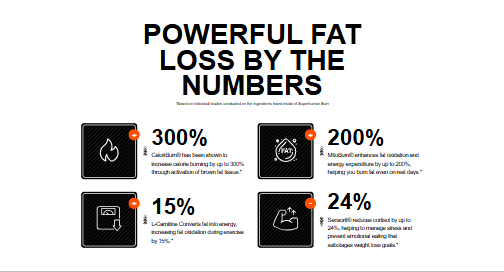 POWERFUL FAT
LOSS BY THE
NUMBERS
*Based on individual studies conducted on the ingredients found inside of Superhuman Burn
300%
CaloriBurn® has been shown to
increase calorie burning by up to 300%
through activation of brown fat tissue.*
FAT
200%
MitoBurn® enhances fat oxidation and
energy expenditure by up to 200%,
helping you burn fat even on rest days.*
15%
L-Carnitine Converts fat into energy,
increasing fat oxidation during exercise
by 15%.*
24%
Sensoril® reduces cortisol by up to
24%, helping to manage stress and
prevent emotional eating that
sabotages weight loss goals.*